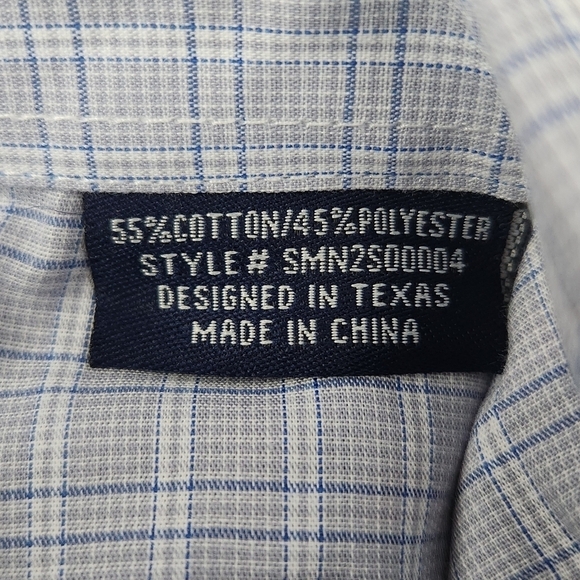 55%COTTON/45%POLYESTER
STYLE# SMN2S00004
DESIGNED IN TEXAS
MADE IN CHINA